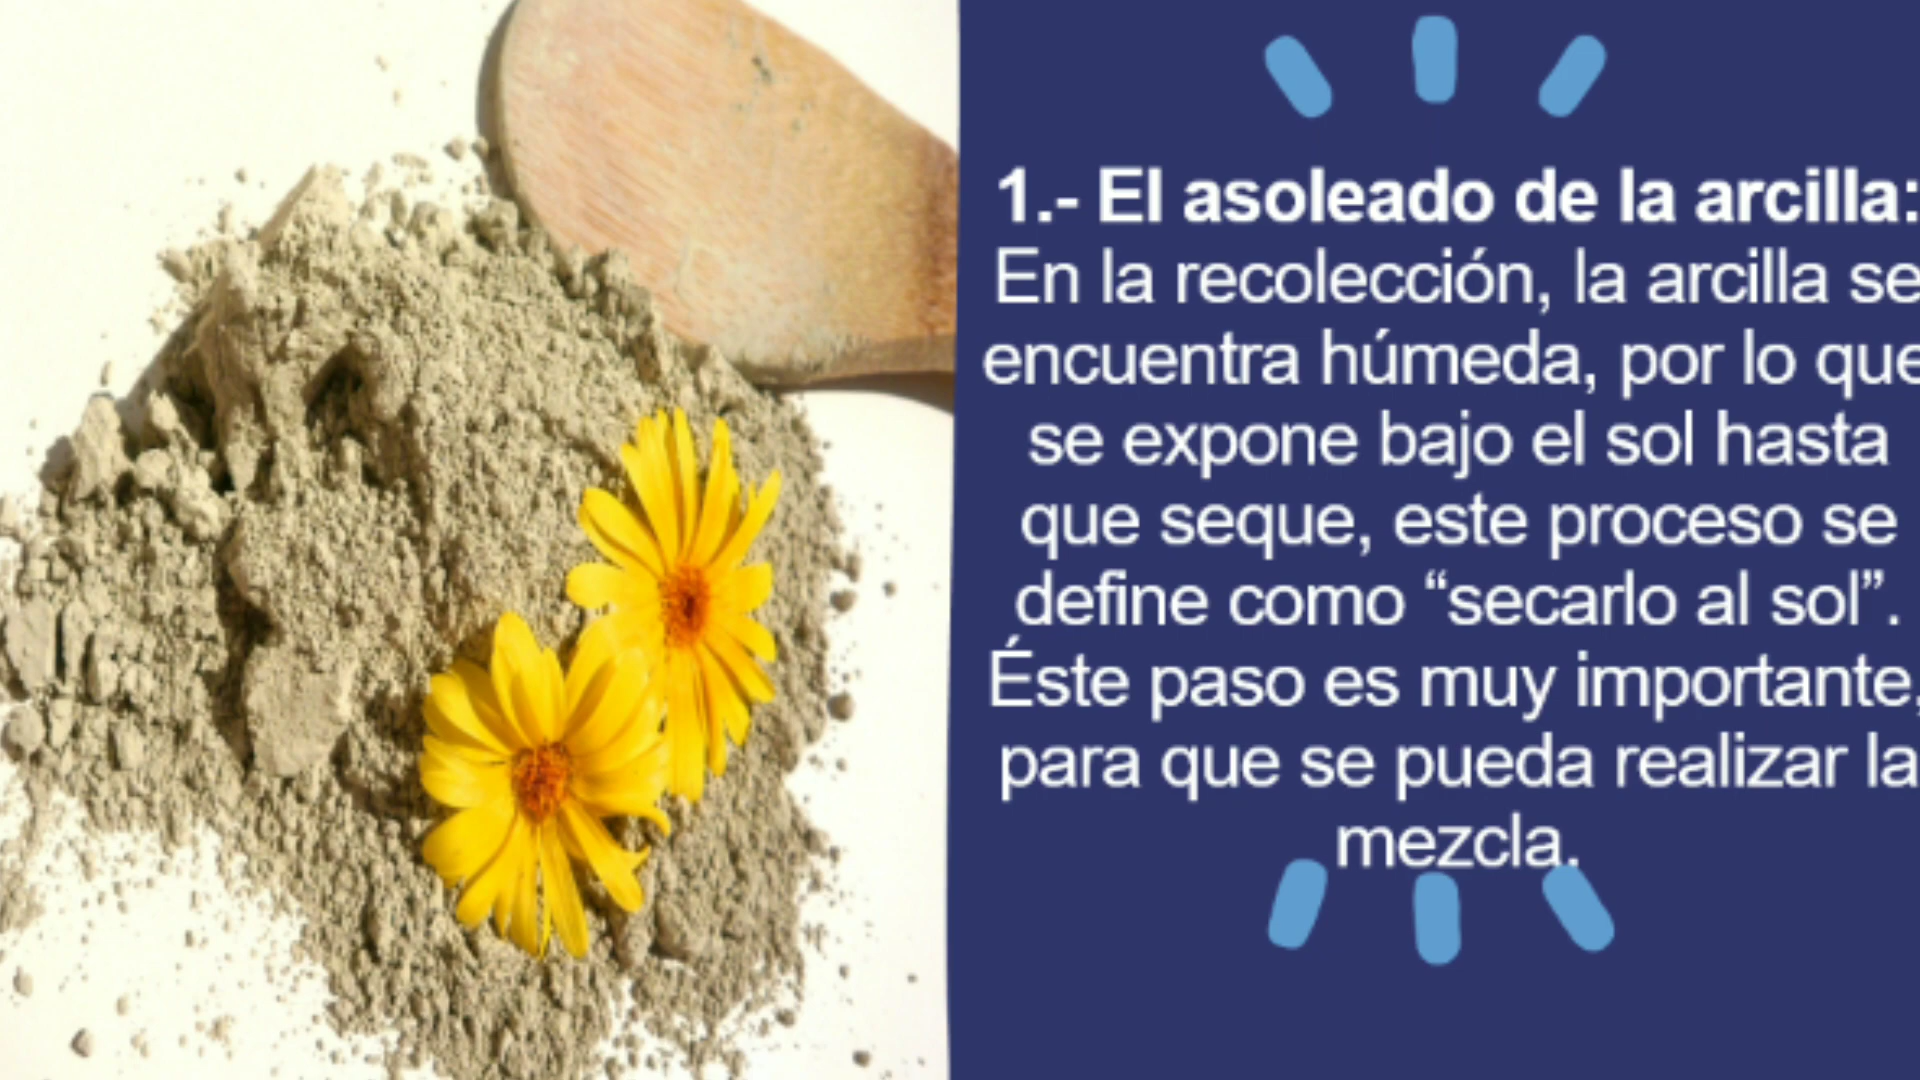 1.- El asoleado de la arcilla:
En la recolección, la arcilla se
encuentra húmeda, por lo que
se expone bajo el sol hasta
que seque, este proceso se
define como “secarlo al sol”.
Éste paso es muy importante,
para que se pueda realizar la
mezcla.